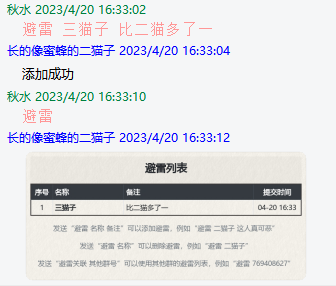 秋水 2023/4/20 16:33:02
避雷 三猫子 比二猫多了一
长的像蜜蜂的二猫子 2023/4/20 16:33:04
添加成功
秋水 2023/4/20 16:33:10
避雷
长的像蜜蜂的二猫子 2023/4/20 16:33:12
避雷列表
序号 名称 备注 提交时间
1 三猫子 比二猫多了一 04-20 16:33
发送“避雷 名称 备注”可以添加避雷，例如“避雷 二猫子 这人真可恶”
发送“避雷 名称”可以删除避雷，例如“避雷 二猫子”
发送“避雷关联 其他群号”可以使用其他群的避雷列表，例如“避雷 769408627”